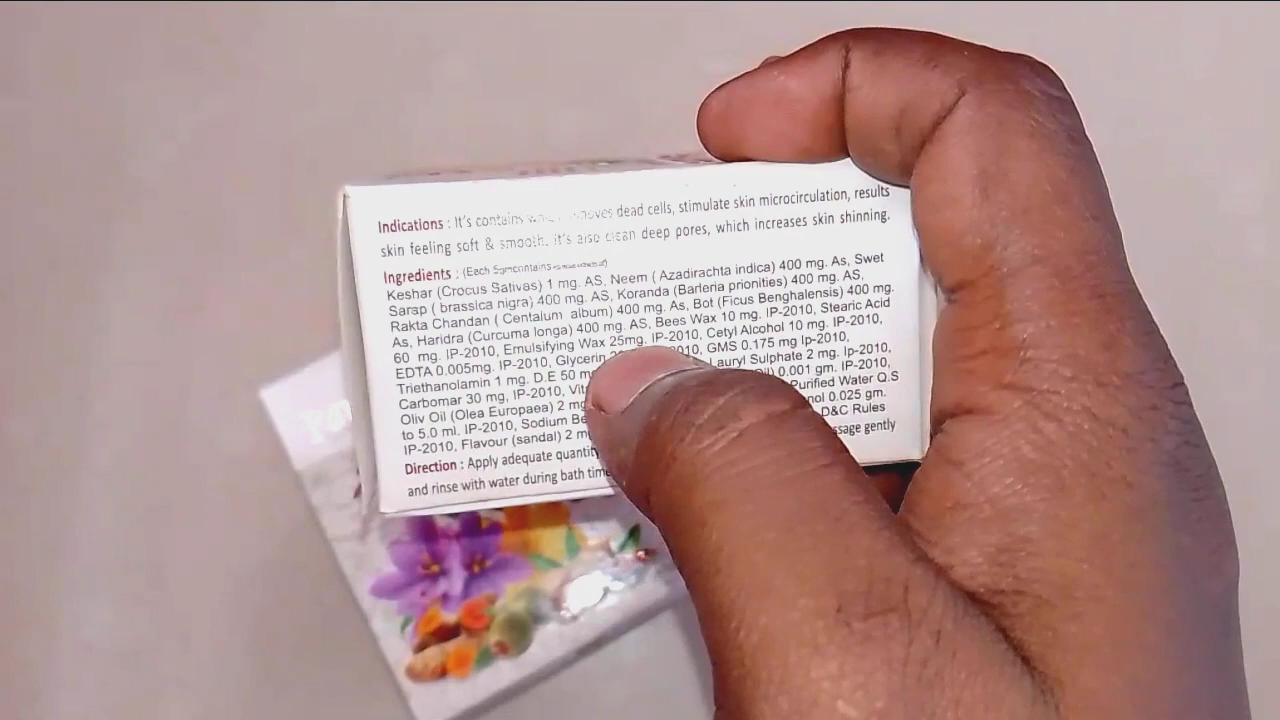 Indications : It's contains dead cells, stimulate skin microcirculation, results
skin feeling soft & smooth. it's also clean deep pores, which increases skin shinning.
Ingredients : (Each 5gm contains
Keshar (Crocus Sativas) 1 mg. AS, Neem ( Azadirachta indica) 400 mg. As, Swet
Sarap ( brassica nigra) 400 mg. AS, Koranda (Barleria prionities) 400 mg. AS,
Rakta Chandan ( Centalum album) 400 mg. As, Bot (Ficus Benghalensis) 400 mg.
As, Haridra (Curcuma longa) 400 mg. AS, Bees Wax 10 mg. IP-2010, Stearic Acid
60 mg. IP-2010, Emulsifying Wax 25mg. IP-2010, Cetyl Alcohol 10 mg. IP-2010,
EDTA 0.005mg. IP-2010, Glycerin 2010, GMS 0.175 mg Ip-2010,
Triethanolamin 1 mg. D.E 50 auryl Sulphate 2 mg. Ip-2010,
Carbomar 30 mg, IP-2010, 0.001 gm. IP-2010,
Oliv Oil (Olea Europaea) 2 mg Purified Water Q.S
to 5.0 ml. IP-2010, Sodium 0.025 gm.
IP-2010, Flavour (sandal) 2 D&C Rules
Direction : Apply adequate quantity gently
and rinse with water during bath